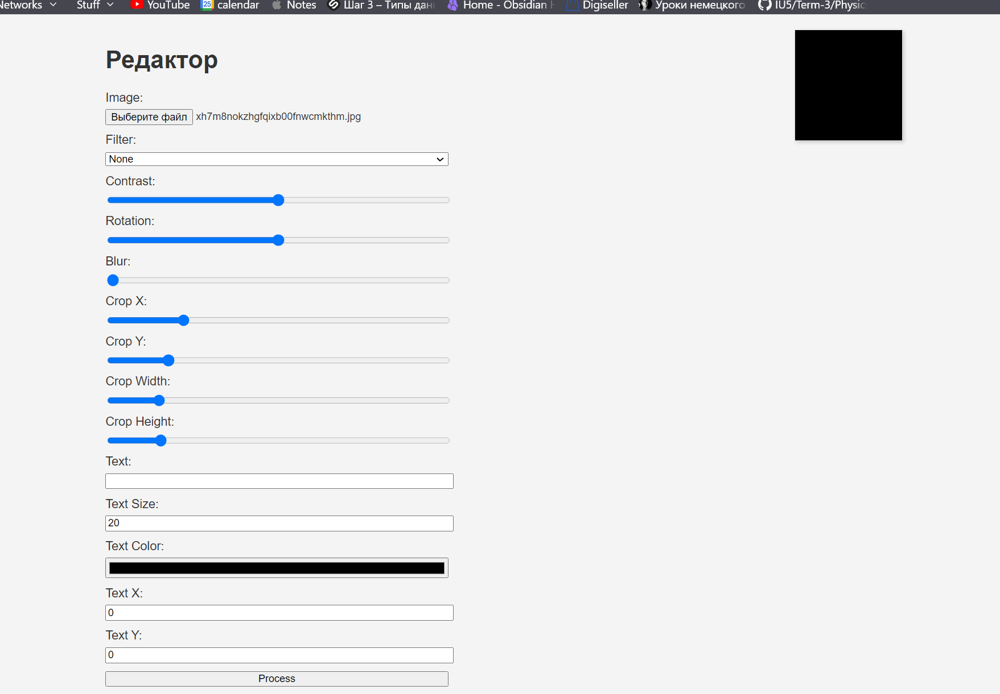 Networks Stuff YouTube 25 calendar Notes Шаг 3 – Типы Home - Obsidian Digiseller Уроки немецкого IU5/Term-3/Physic
Редактор
Image:
Выберите файл xh7m8nokzhgfqixb00fnwcmkthm.jpg
Filter:
None
Contrast:
Rotation:
Blur:
Crop X:
Crop Y:
Crop Width:
Crop Height:
Text:
Text Size:
20
Text Color:
Text X:
0
Text Y:
0
Process